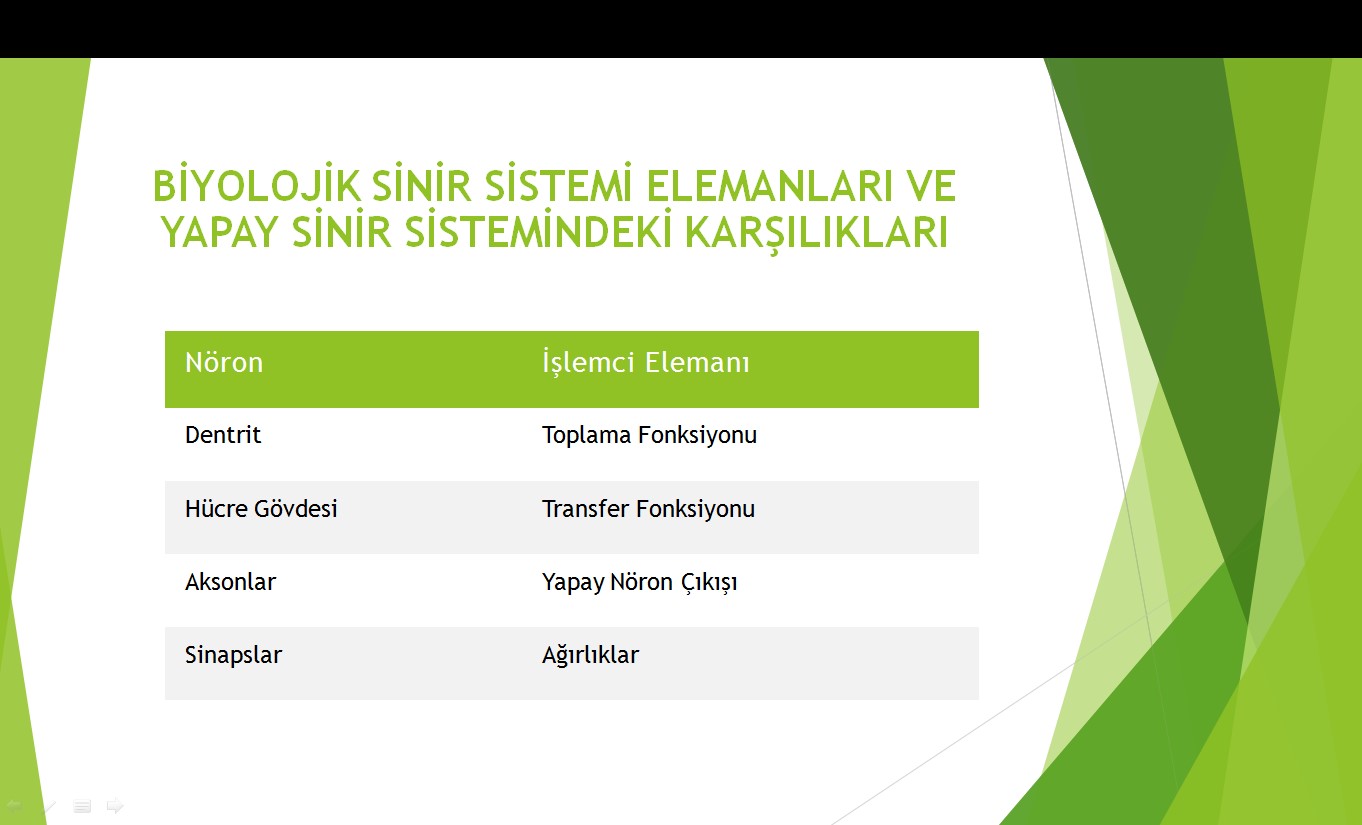 BİYOLOJİK SİNİR SİSTEMİ ELEMANLARI VE
YAPAY SİNİR SİSTEMİNDEKİ KARŞILIKLARI
Nöron İşlemci Elemanı
Dentrit Toplama Fonksiyonu
Hücre Gövdesi Transfer Fonksiyonu
Aksonlar Yapay Nöron Çıkışı
Sinapslar Ağırlıklar